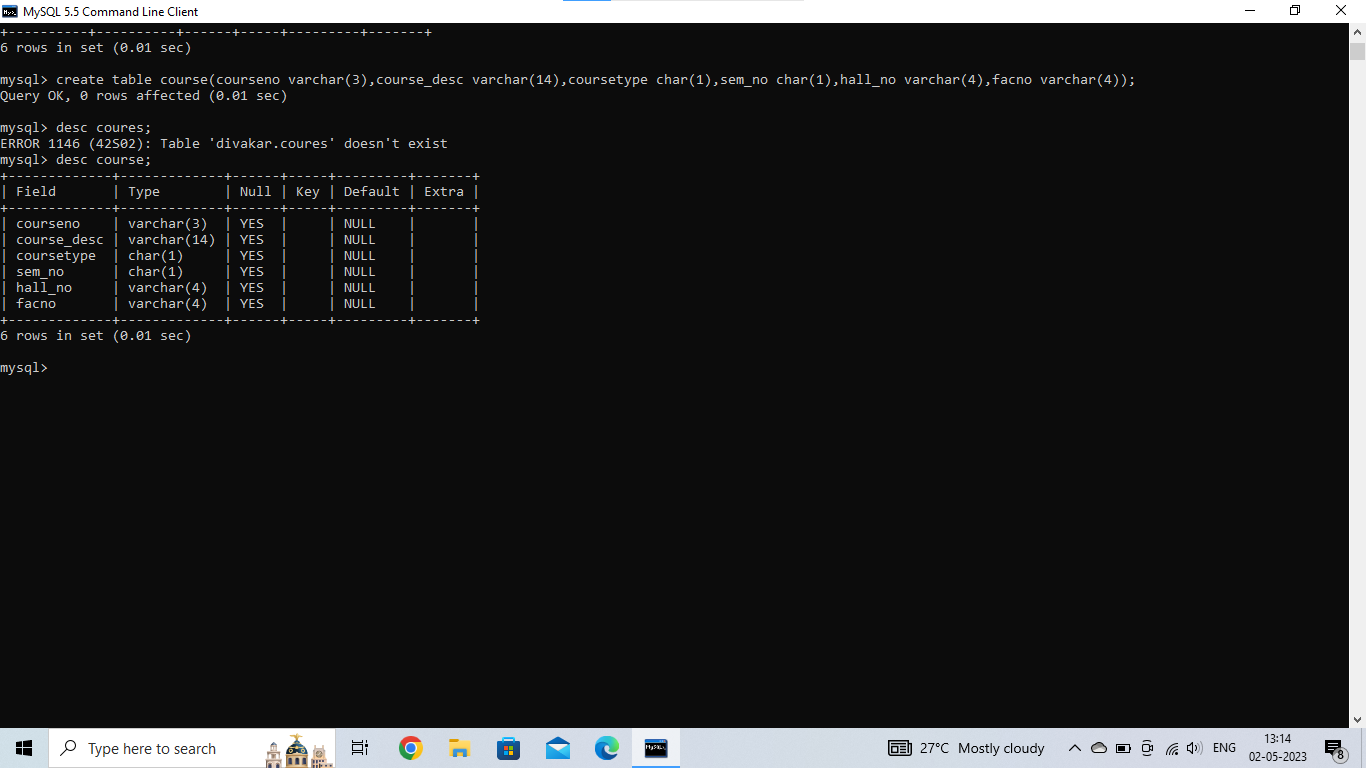 MySQL 5.5 Command Line Client
+----------+----------+------+-----+---------+-------+
6 rows in set (0.01 sec)
mysql> create table course(courseno varchar(3),course_desc varchar(14),coursetype char(1),sem_no char(1),hall_no varchar(4),facno varchar(4));
Query OK, 0 rows affected (0.01 sec)
mysql> desc coures;
ERROR 1146 (42S02): Table 'divakar.coures' doesn't exist
mysql> desc course;
+-------------+-------------+------+-----+---------+-------+
| Field       | Type        | Null | Key | Default | Extra |
+-------------+-------------+------+-----+---------+-------+
| courseno    | varchar(3)  | YES  |     | NULL    |       |
| course_desc | varchar(14) | YES  |     | NULL    |       |
| coursetype  | char(1)     | YES  |     | NULL    |       |
| sem_no      | char(1)     | YES  |     | NULL    |       |
| hall_no     | varchar(4)  | YES  |     | NULL    |       |
| facno       | varchar(4)  | YES  |     | NULL    |       |
+-------------+-------------+------+-----+---------+-------+
6 rows in set (0.01 sec)
mysql>
Type here to search
27°C Mostly cloudy
ENG
13:14
02-05-2023
8